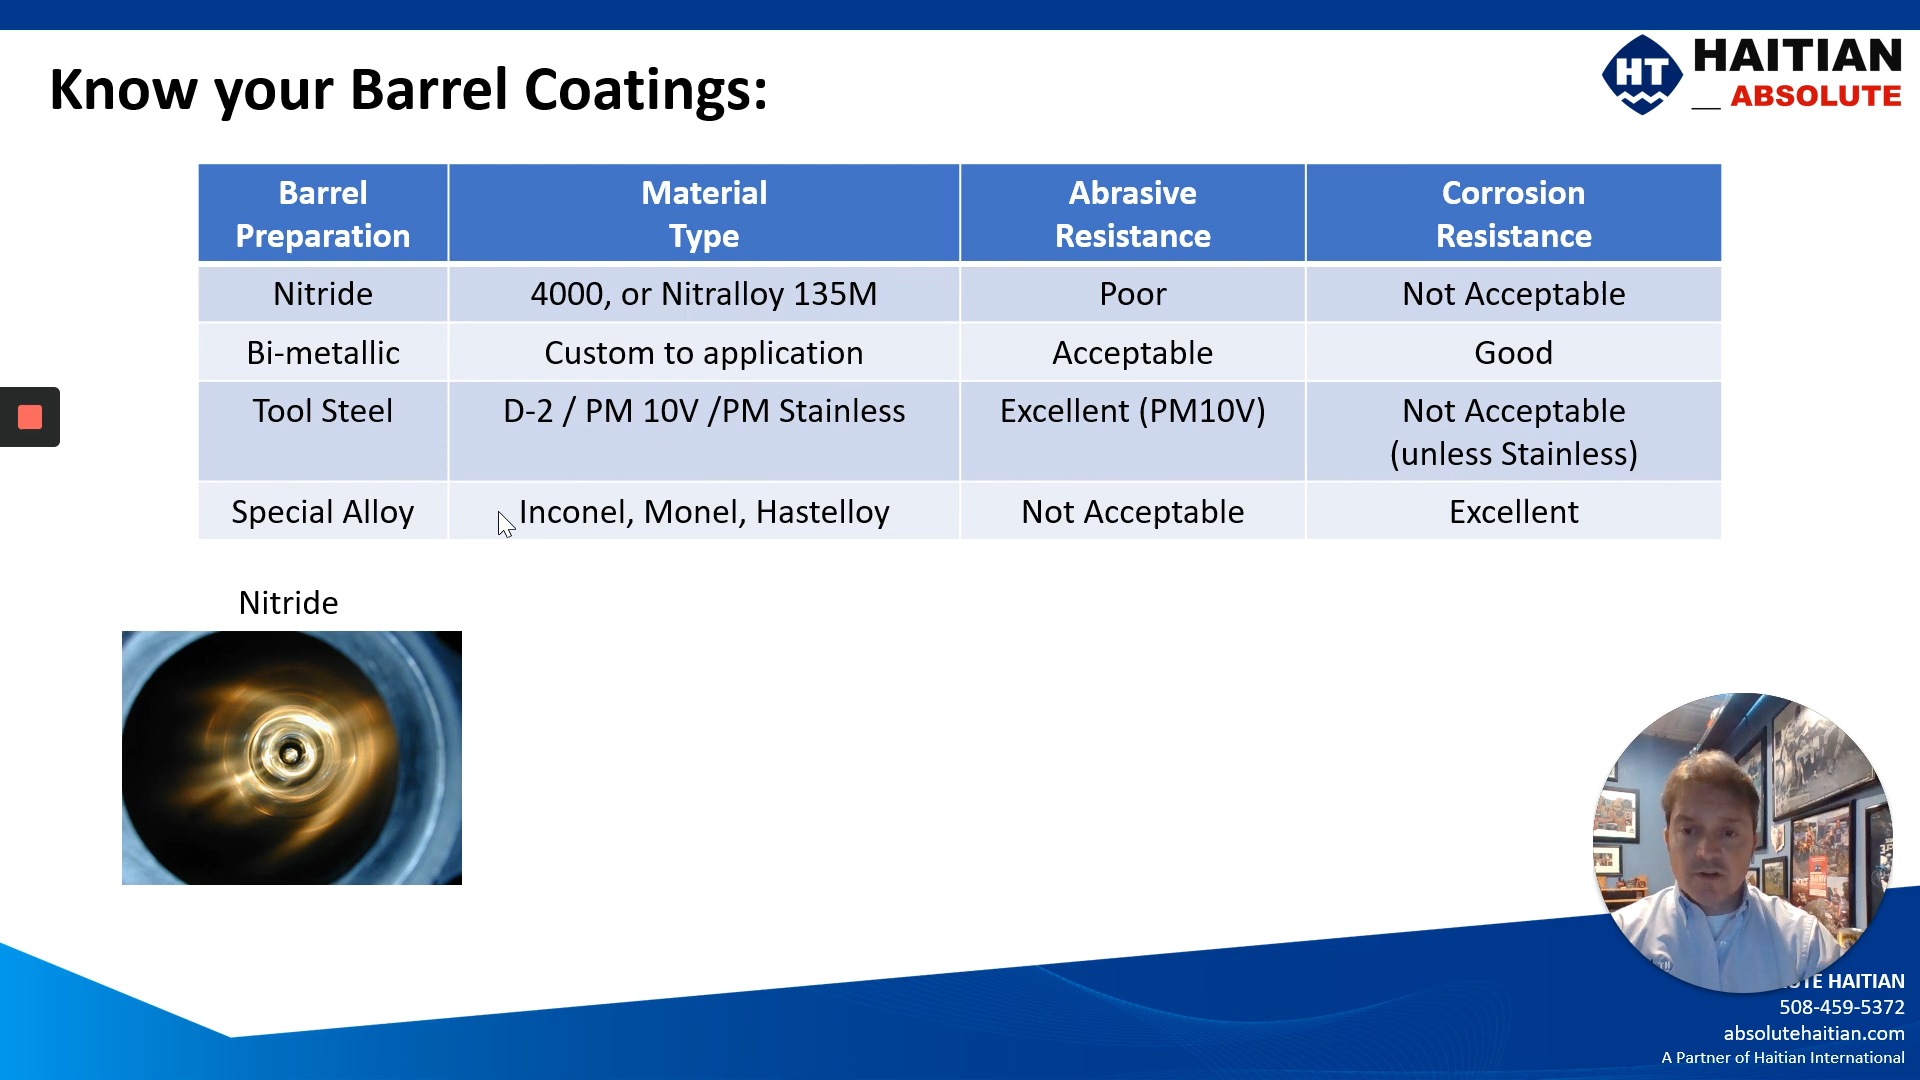 Know your Barrel Coatings:
HT
HAITIAN
ABSOLUTE
Barrel Preparation
Material Type
Abrasive Resistance
Corrosion Resistance
Nitride
4000, or Nitralloy 135M
Poor
Not Acceptable
Bi-metallic
Custom to application
Acceptable
Good
Tool Steel
D-2 / PM 10V /PM Stainless
Excellent (PM10V)
Not Acceptable
(unless Stainless)
Special Alloy
Inconel, Monel, Hastelloy
Not Acceptable
Excellent
Nitride
HAITIAN
508-459-5372
absolutehaitian.com
A Partner of Haitian International